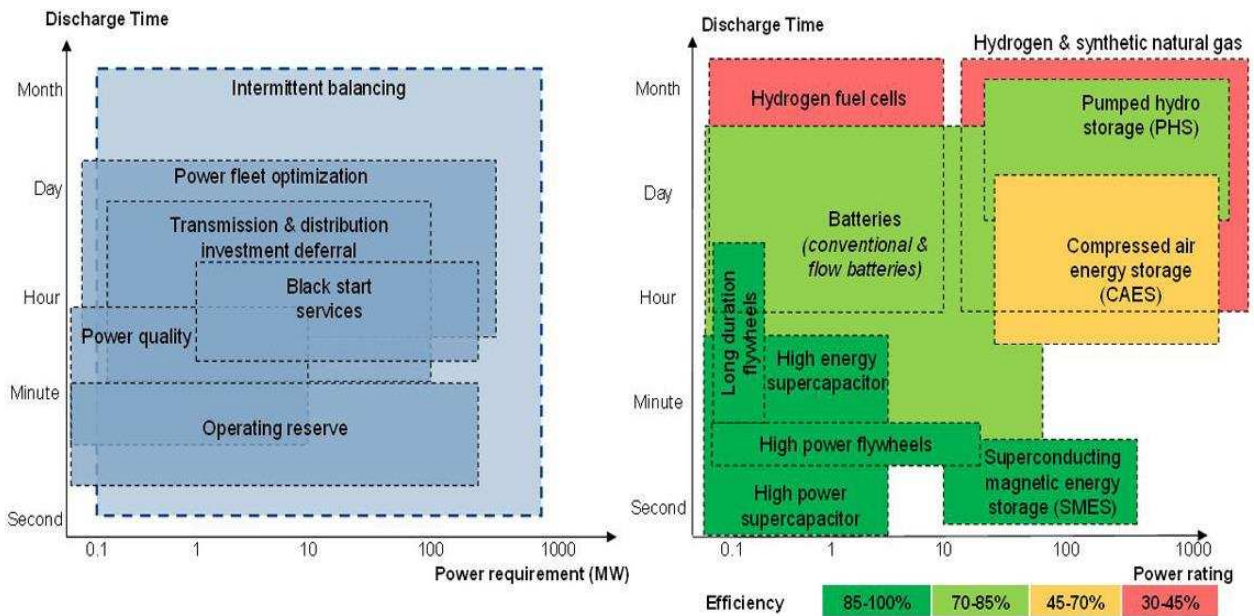 Discharge Time
Month
Day
Hour
Minute
Second
Intermittent balancing
Power fleet optimization
Transmission & distribution
investment deferral
Black start
services
Power quality
Operating reserve
0.1 1 10 100 1000
Power requirement (MW)
Discharge Time
Hydrogen & synthetic natural gas
Month
Day
Hour
Minute
Second
Hydrogen fuel cells
Pumped hydro
storage (PHS)
Batteries
(conventional &
flow batteries)
Compressed air
energy storage
(CAES)
Long duration
flywheels
High energy
supercapacitor
High power flywheels
High power
supercapacitor
Superconducting
magnetic energy
storage (SMES)
0.1 1 10 100 1000
Power rating
Efficiency 85-100% 70-85% 45-70% 30-45%